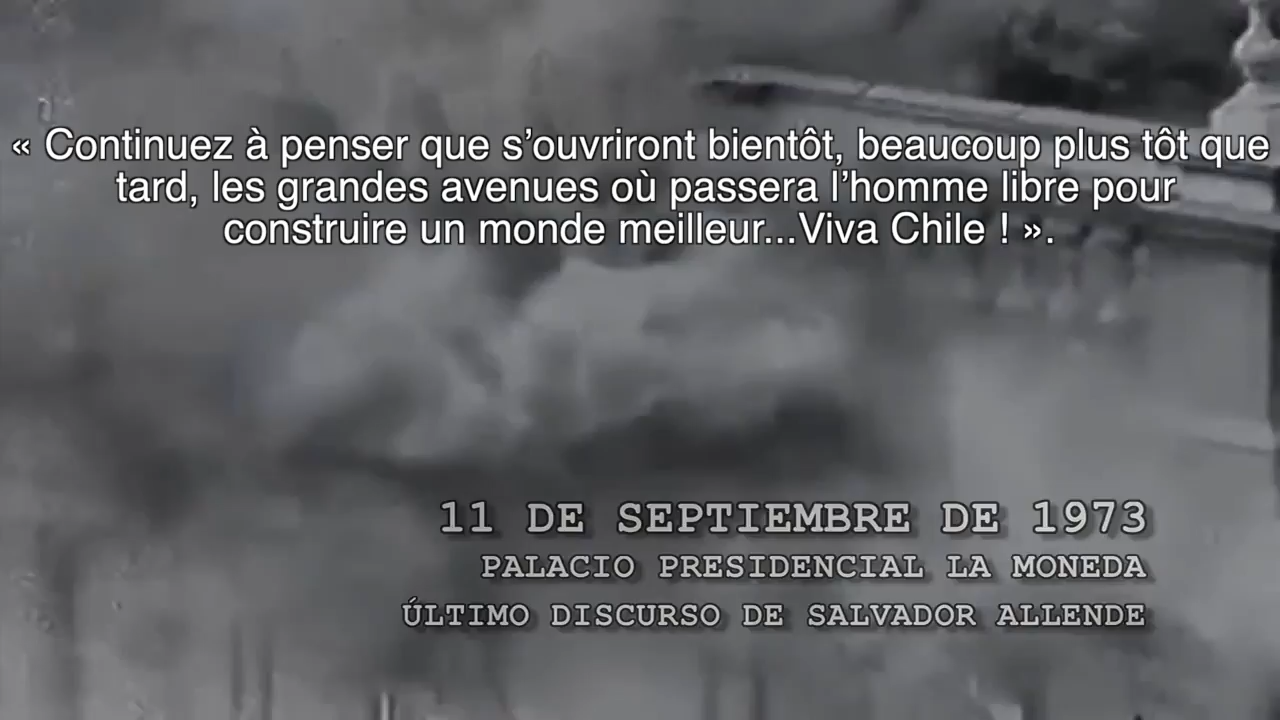 « Continuez à penser que s’ouvriront bientôt, beaucoup plus tôt que
tard, les grandes avenues où passera l’homme libre pour
construire un monde meilleur...Viva Chile ! ».
11 DE SEPTIEMBRE DE 1973
PALACIO PRESIDENCIAL LA MONEDA
ÚLTIMO DISCURSO DE SALVADOR ALLENDE